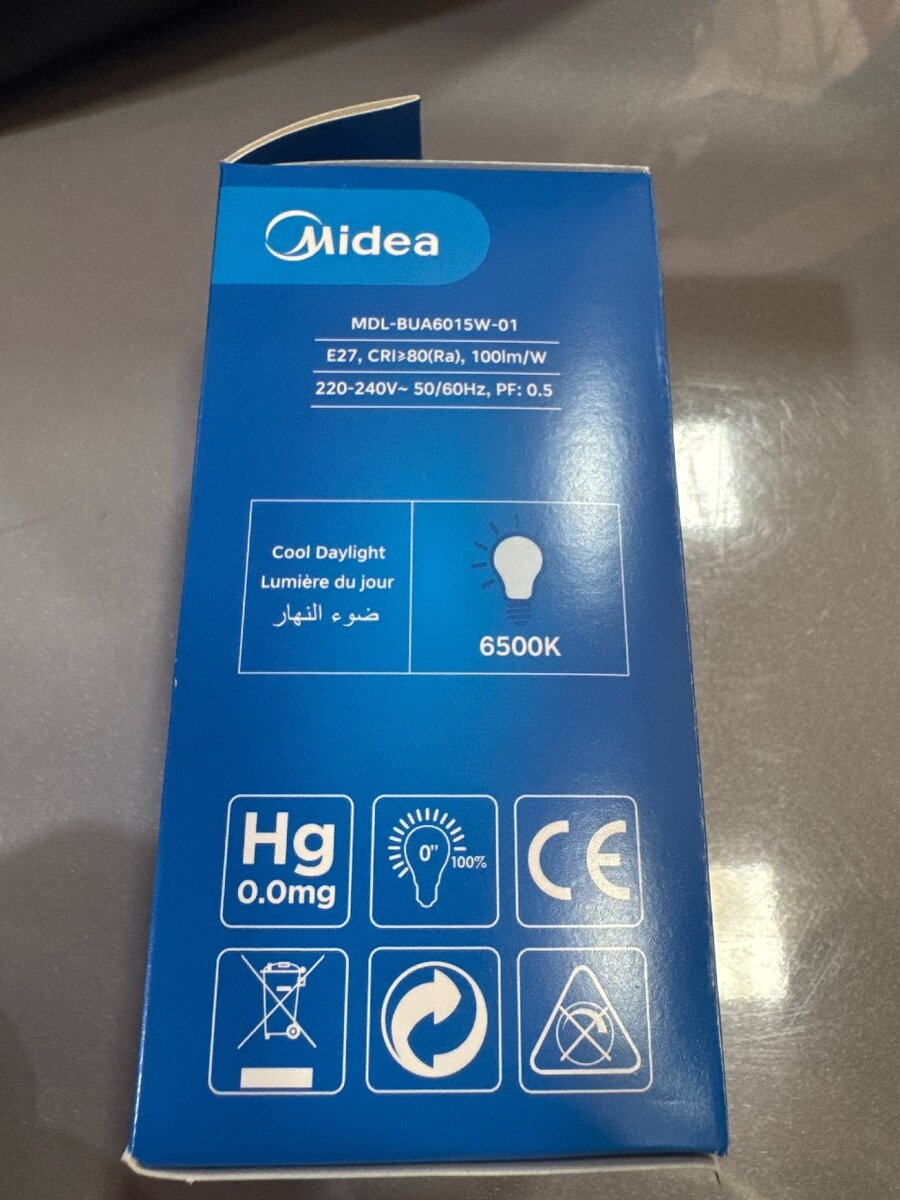 Midea
MDL-BUA6015W-01
E27, CRI≥80(Ra), 100lm/W
220-240V~ 50/60Hz, PF: 0.5
Cool Daylight
Lumière du jour
ضوء النهار
6500K
Hg
0.0mg
0"
100%
CE